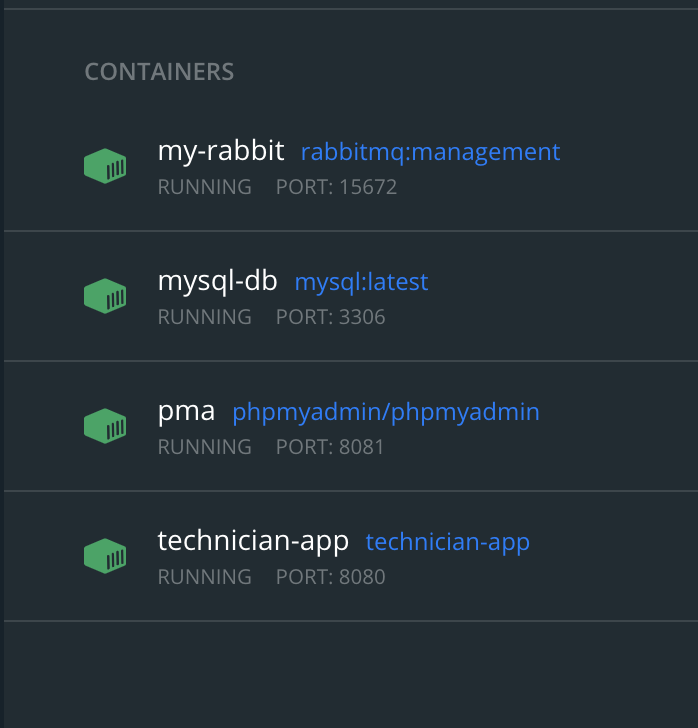 CONTAINERS
my-rabbit rabbitmq:management
RUNNING PORT: 15672
mysql-db mysql:latest
RUNNING PORT: 3306
pma phpmyadmin/phpmyadmin
RUNNING PORT: 8081
technician-app technician-app
RUNNING PORT: 8080